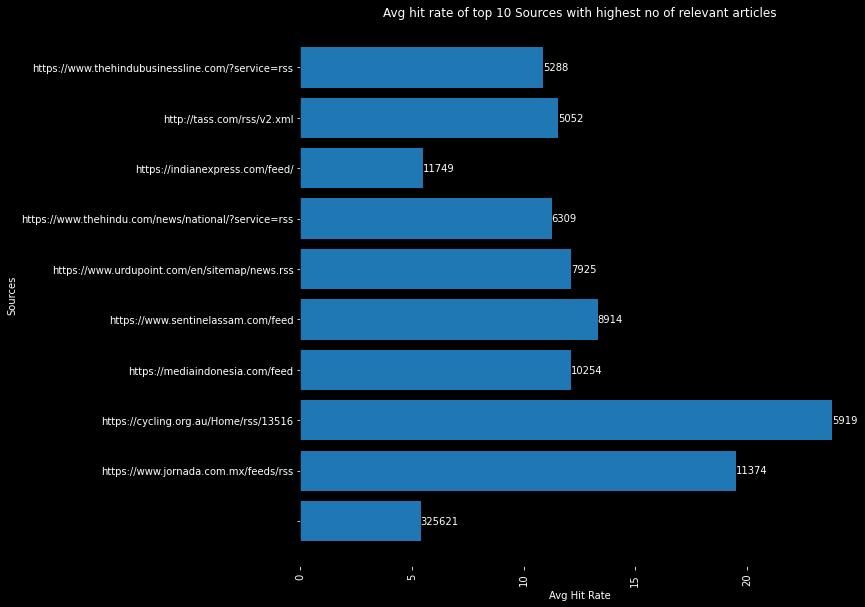 Avg hit rate of top 10 Sources with highest no of relevant articles
https://www.thehindubusinessline.com/?service=rss
5288
http://tass.com/rss/v2.xml
5052
https://indianexpress.com/feed/
11749
https://www.thehindu.com/news/national/?service=rss
6309
https://www.urdupoint.com/en/sitemap/news.rss
7925
Sources
https://www.sentinelassam.com/feed
8914
https://mediaindonesia.com/feed
10254
https://cycling.org.au/Home/rss/13516
5919
https://www.jornada.com.mx/feeds/rss
11374
325621
0
5
10
15
20
Avg Hit Rate